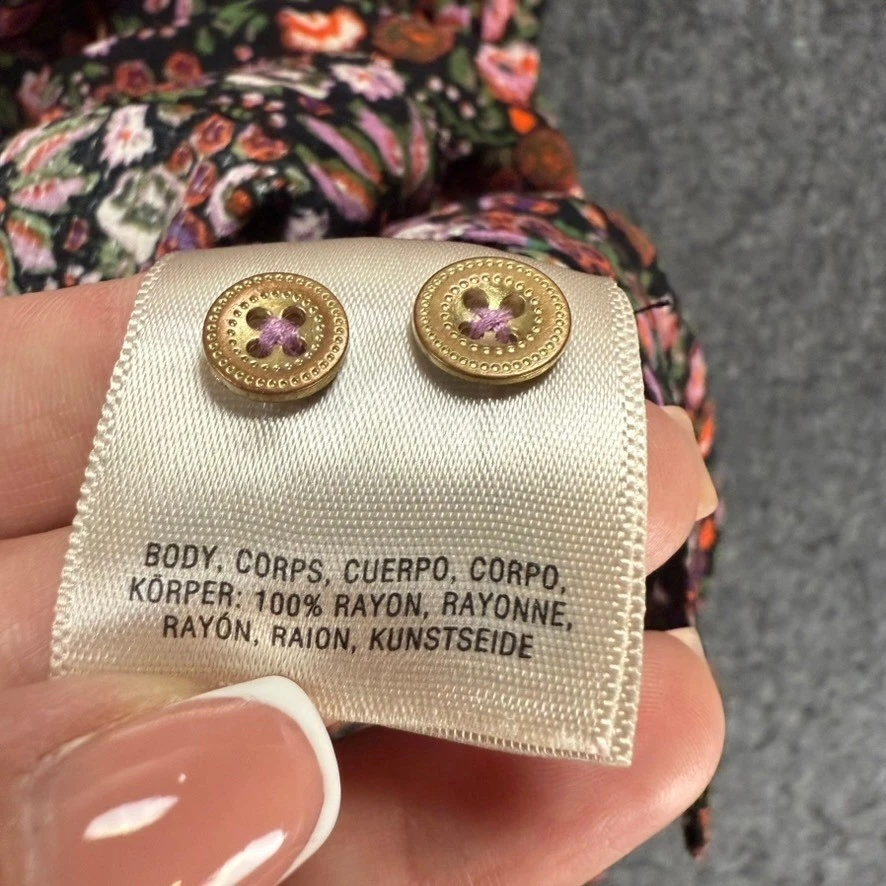 BODY, CORPS, CUERPO, CORPO,
KÖRPER: 100% RAYON, RAYONNE,
RAYÓN, RAION, KUNSTSEIDE